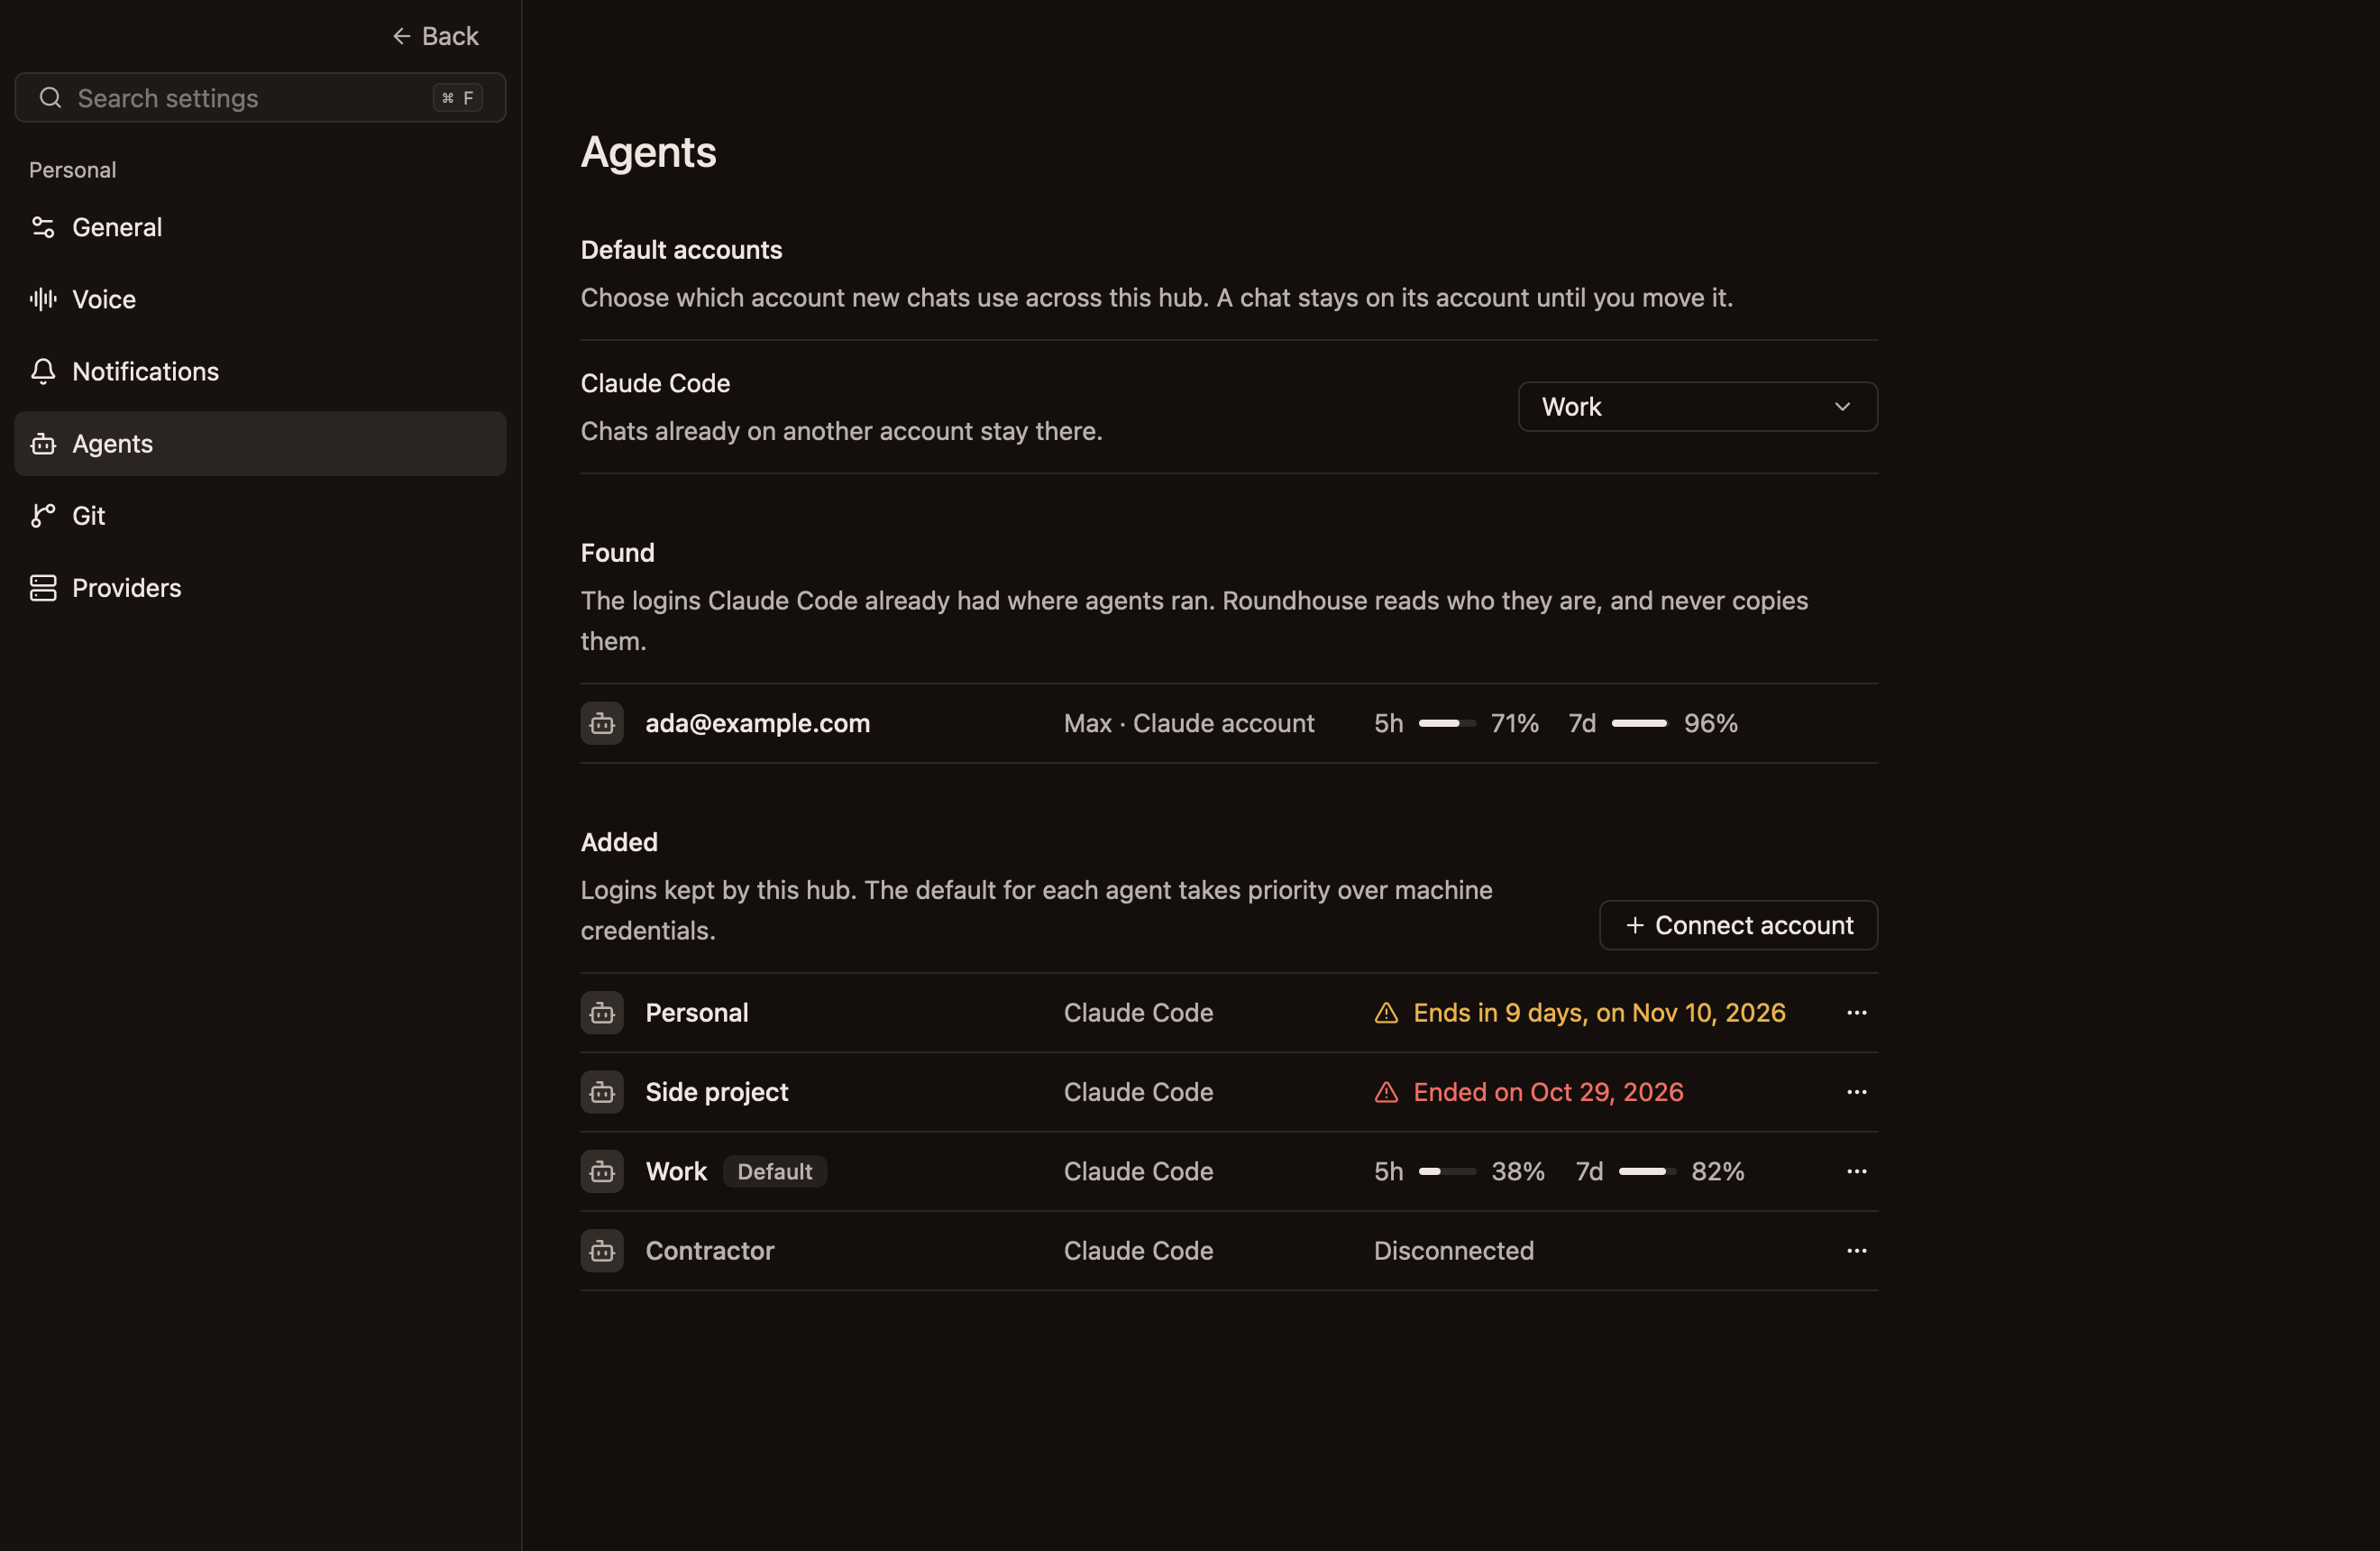 Back
Search settings
⌘ F
Personal
General
Voice
Notifications
Agents
Git
Providers
Agents
Default accounts
Choose which account new chats use across this hub. A chat stays on its account until you move it.
Claude Code
Chats already on another account stay there.
Work
Found
The logins Claude Code already had where agents ran. Roundhouse reads who they are, and never copies
them.
ada@example.com Max · Claude account 5h 71% 7d 96%
Added
Logins kept by this hub. The default for each agent takes priority over machine
credentials.
+ Connect account
Personal Claude Code Ends in 9 days, on Nov 10, 2026
Side project Claude Code Ended on Oct 29, 2026
Work Default Claude Code 5h 38% 7d 82%
Contractor Claude Code Disconnected